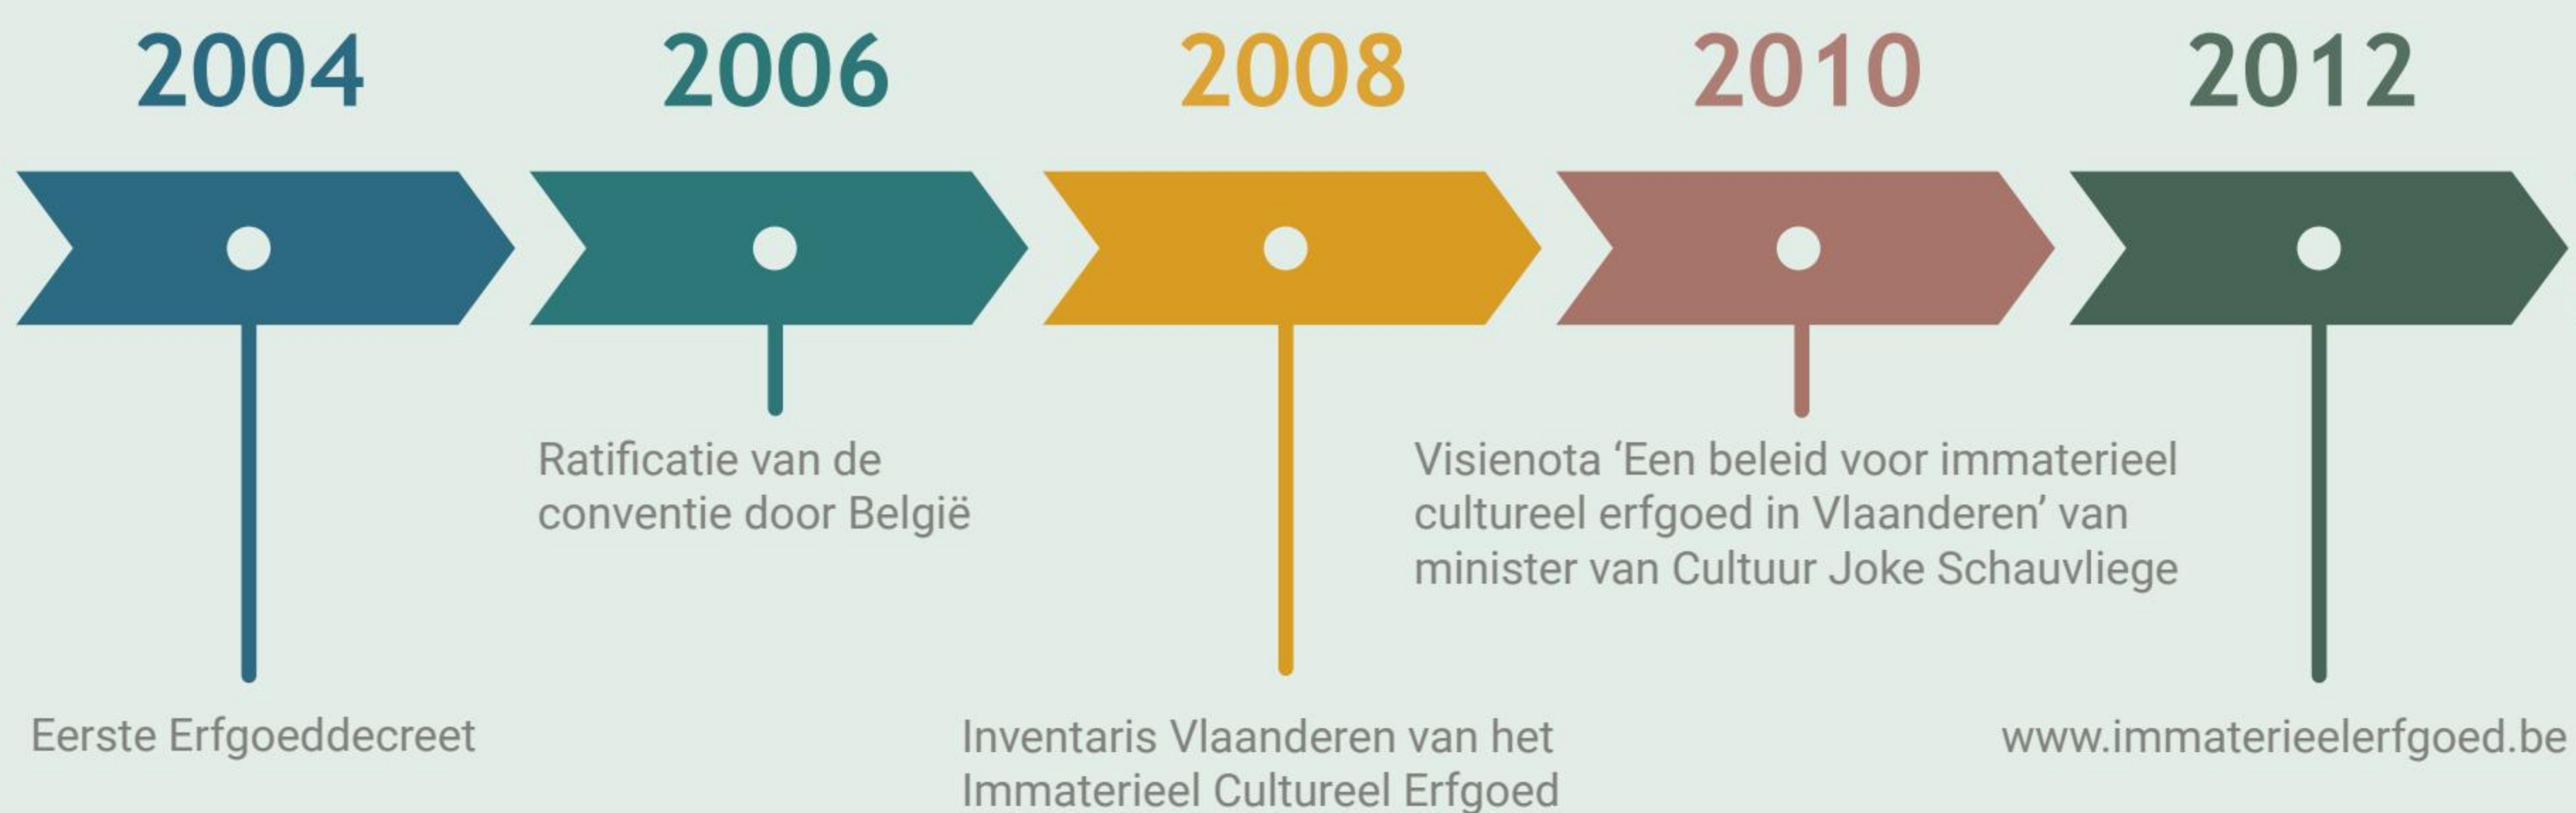 2004
2006
2008
2010
2012
Ratificatie van de
conventie door België
Visienota ‘Een beleid voor immaterieel
cultureel erfgoed in Vlaanderen’ van
minister van Cultuur Joke Schauvliege
Eerste Erfgoeddecreet
Inventaris Vlaanderen van het
Immaterieel Cultureel Erfgoed
www.immaterieelerfgoed.be